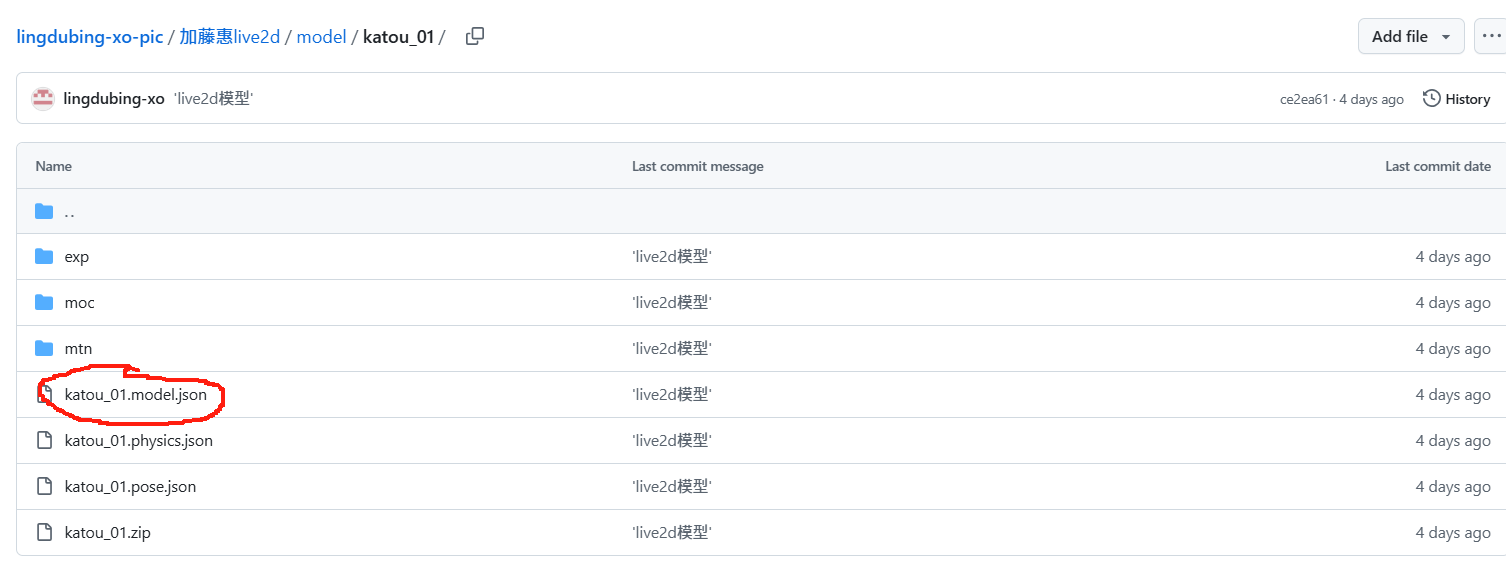 lingdubing-xo-pic / 加藤惠live2d / model / katou_01 /
Add file
lingdubing-xo 'live2d模型'
ce2ea61 · 4 days ago
History
Name Last commit message Last commit date
..
exp 'live2d模型' 4 days ago
moc 'live2d模型' 4 days ago
mtn 'live2d模型' 4 days ago
katou_01.model.json 'live2d模型' 4 days ago
katou_01.physics.json 'live2d模型' 4 days ago
katou_01.pose.json 'live2d模型' 4 days ago
katou_01.zip 'live2d模型' 4 days ago